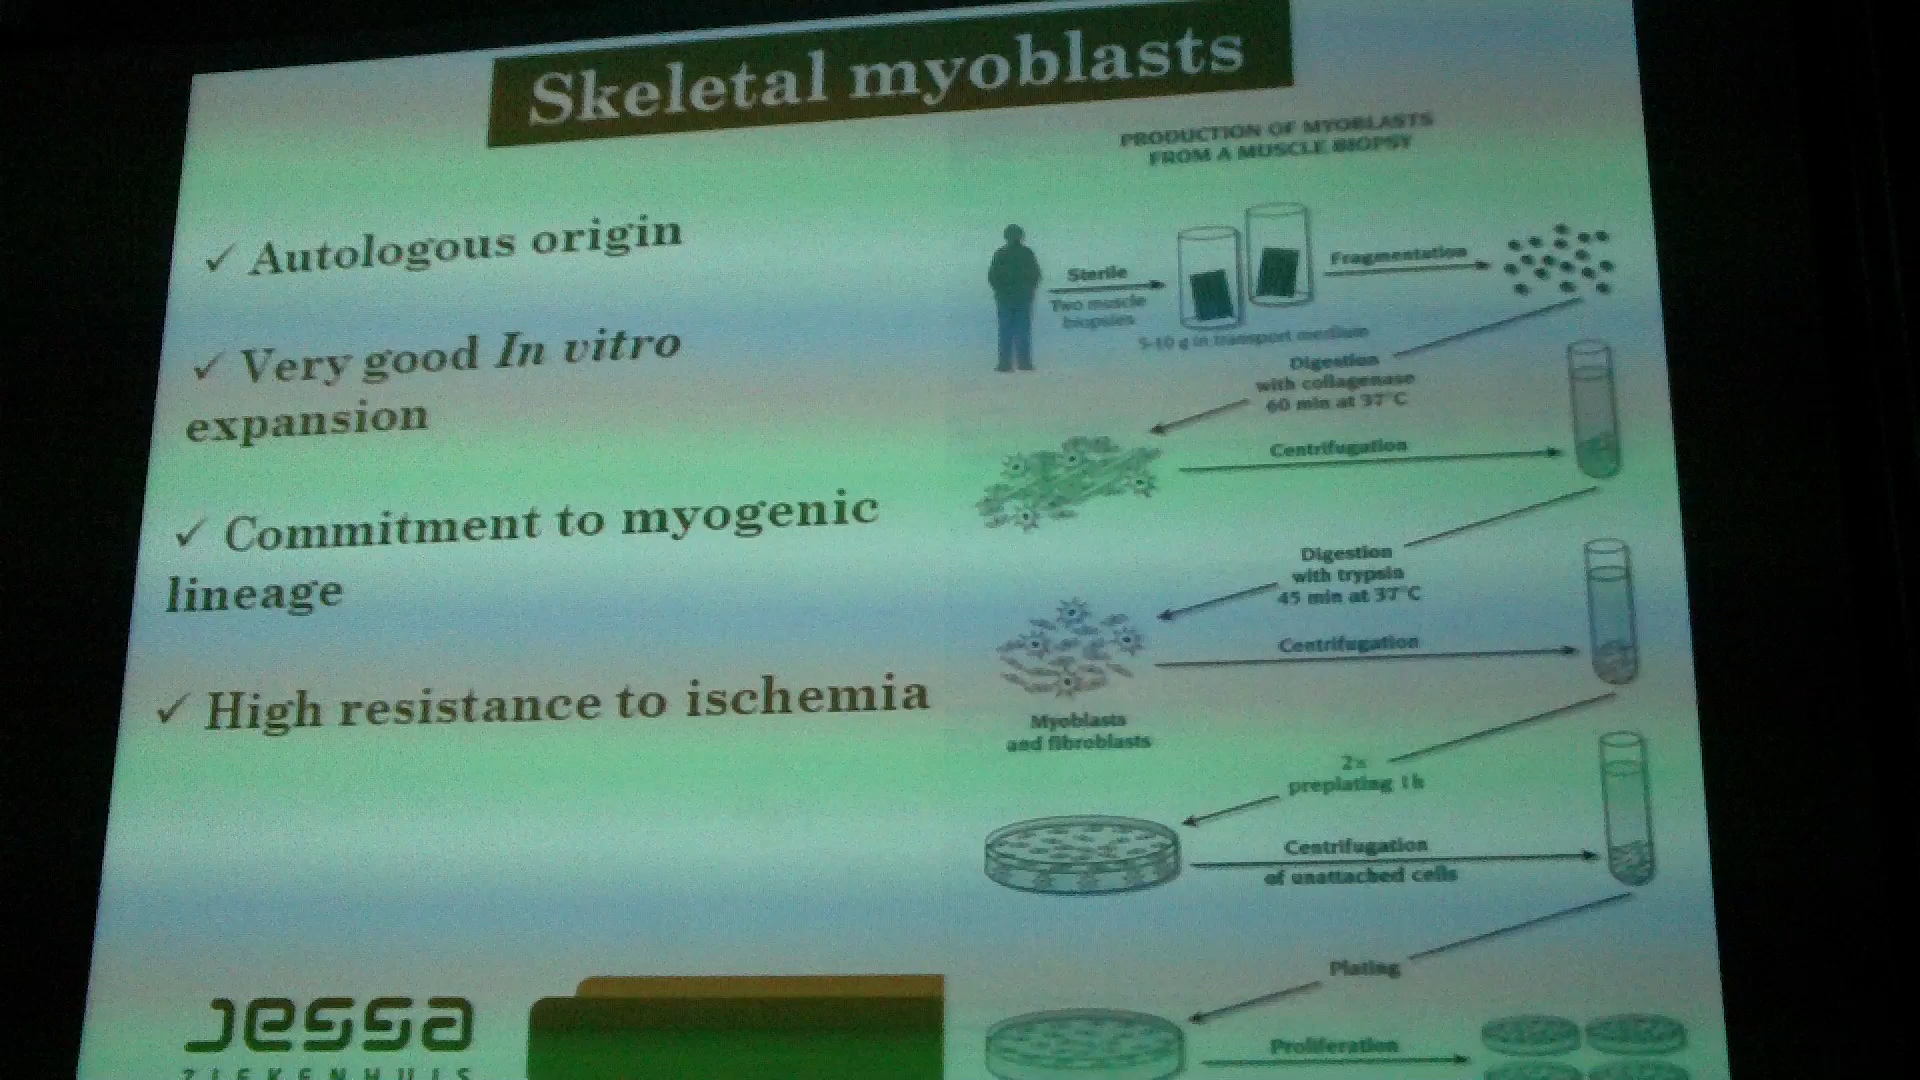 Skeletal myoblasts
✓ Autologous origin
✓ Very good In vitro
expansion
✓ Commitment to myogenic
lineage
✓ High resistance to ischemia
PRODUCTION OF MYOBLASTS
FROM A MUSCLE BIOPSY
Sterile
Two muscle
biopsies
5-10 g in transport medium
Fragmentation
Digestion
with collagenase
60 min at 37°C
Centrifugation
Digestion
with trypsin
45 min at 37°C
Centrifugation
Myoblasts
and fibroblasts
2x
preplating 1h
Centrifugation
of unattached cells
Plating
Proliferation
Jessa
ZIEKENHUIS